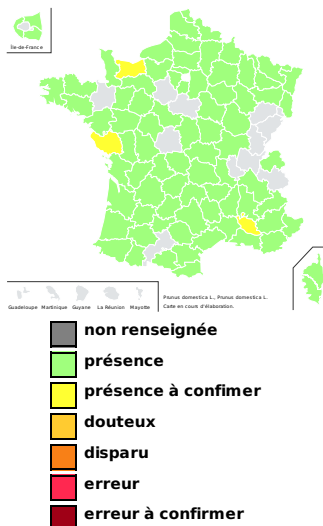 Île-de-France
Prunus domestica L., Prunus domestica L.
Carte en cours d'élaboration.
Guadeloupe Martinique Guyane La Réunion Mayotte
non renseignée
présence
présence à confimer
douteux
disparu
erreur
erreur à confirmer